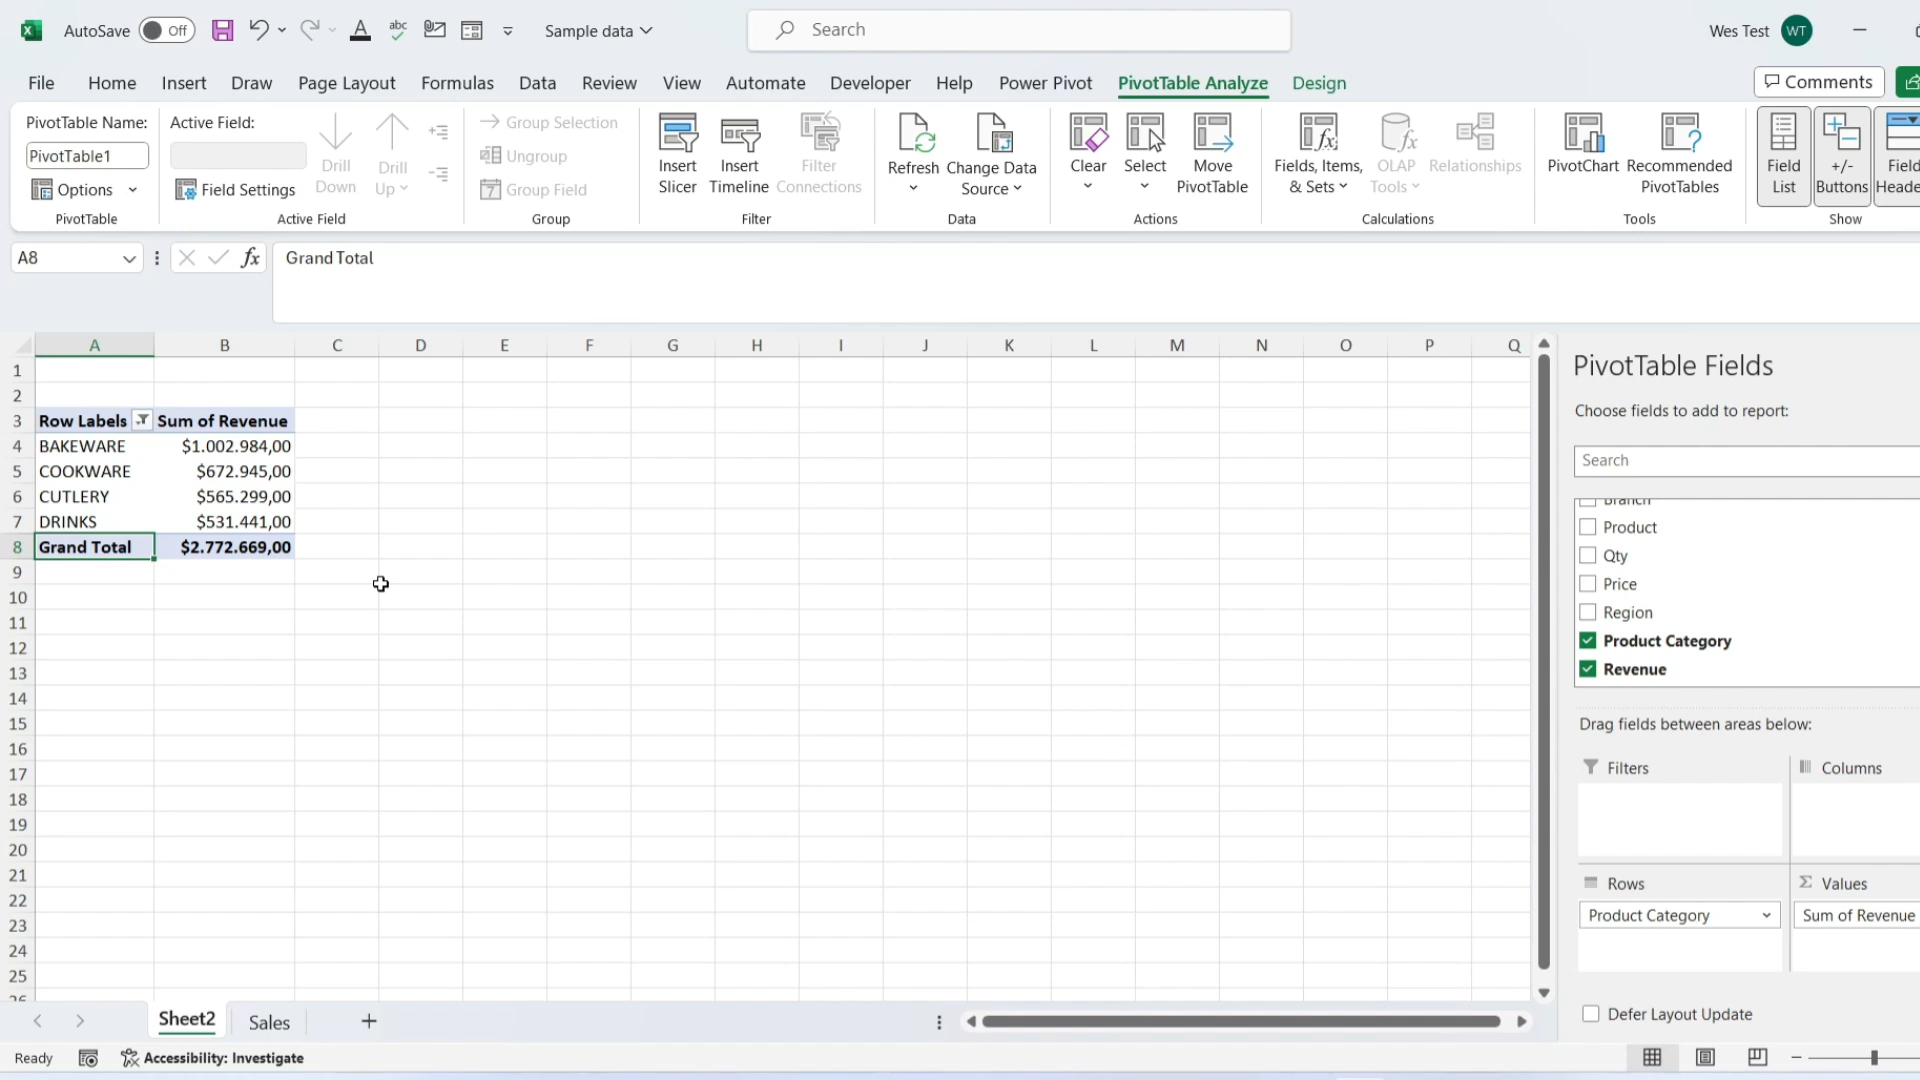 AutoSave Off Sample data Search Wes Test WT
File Home Insert Draw Page Layout Formulas Data Review View Automate Developer Help Power Pivot PivotTable Analyze Design Comments
PivotTable Name:
PivotTable1
Options
PivotTable
Active Field:
Field Settings
Drill Down
Drill Up
Active Field
Group Selection
Ungroup
Group Field
Group
Insert Slicer
Insert Timeline
Filter Connections
Filter
Refresh
Change Data Source
Data
Clear
Select
Move PivotTable
Actions
Fields, Items, & Sets
OLAP Tools
Relationships
Calculations
PivotChart
Recommended PivotTables
Tools
Field List
+/- Buttons
Field Heade
Show
A8 fx Grand Total
A B C D E F G H I J K L M N O P Q
1
2
3 Row Labels Sum of Revenue
4 BAKEWARE $1.002.984,00
5 COOKWARE $672.945,00
6 CUTLERY $565.299,00
7 DRINKS $531.441,00
8 Grand Total $2.772.669,00
9
10
11
12
13
14
15
16
17
18
19
20
21
22
23
24
25
26
PivotTable Fields
Choose fields to add to report:
Search
Branch
Product
Qty
Price
Region
Product Category
Revenue
Drag fields between areas below:
Filters
Columns
Rows
Product Category
Values
Sum of Revenue
Defer Layout Update
Sheet2 Sales
Ready Accessibility: Investigate